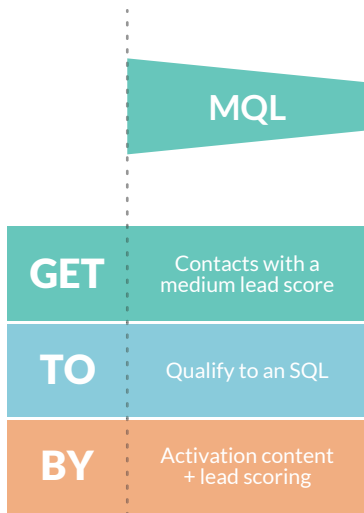 MQL
GET
Contacts with a
medium lead score
TO
Qualify to an SQL
BY
Activation content
+ lead scoring